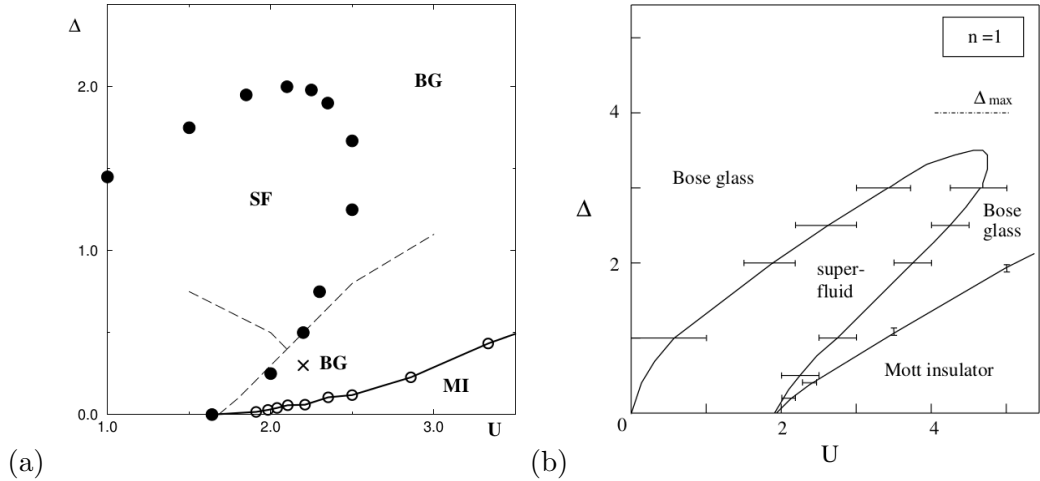 Δ
2.0
1.0
0.0
BG
SF
BG
MI
1.0
2.0
3.0
U
(a)
n =1
Δ max
4
Bose glass
Δ
Bose
glass
2
super-
fluid
Mott insulator
0
0
2
4
U
(b)